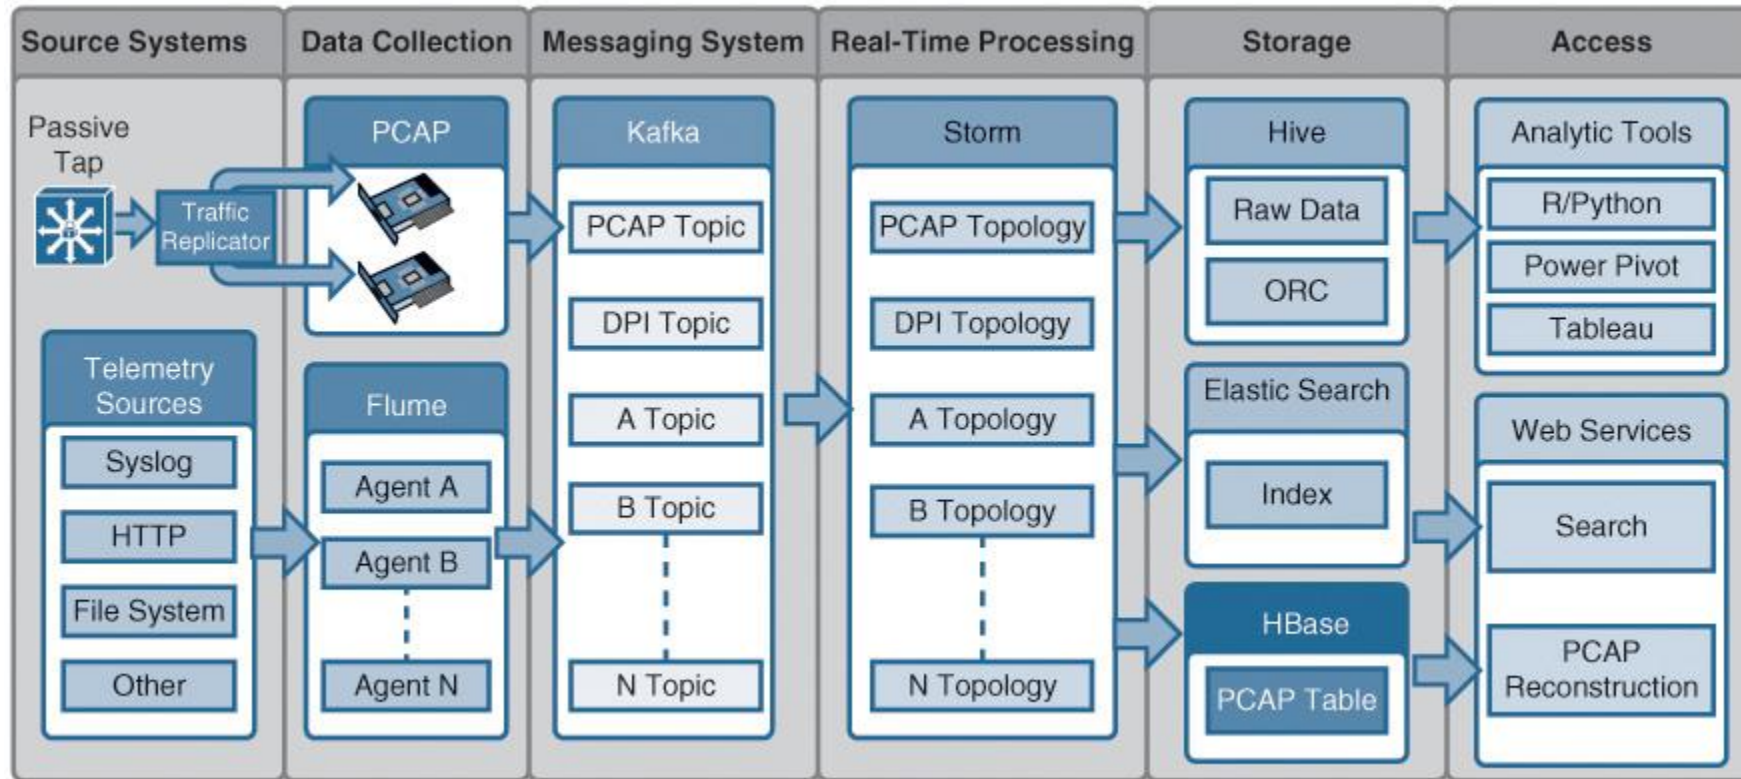 Source Systems
Data Collection
Messaging System
Real-Time Processing
Storage
Access
Passive
Tap
Traffic
Replicator
Telemetry
Sources
Syslog
HTTP
File System
Other
PCAP
Flume
Agent A
Agent B
Agent N
Kafka
PCAP Topic
DPI Topic
A Topic
B Topic
N Topic
Storm
PCAP Topology
DPI Topology
A Topology
B Topology
N Topology
Hive
Raw Data
ORC
Elastic Search
Index
HBase
PCAP Table
Analytic Tools
R/Python
Power Pivot
Tableau
Web Services
Search
PCAP
Reconstruction